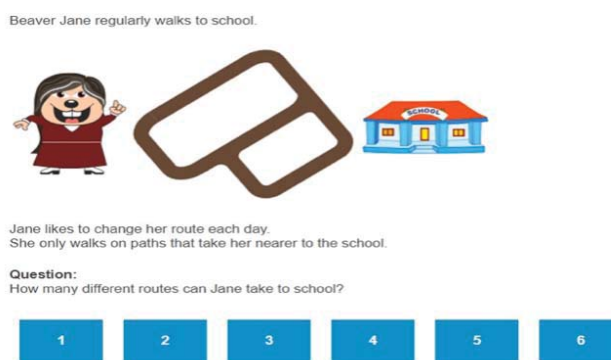 Beaver Jane regularly walks to school.
SCHOOL
Jane likes to change her route each day.
She only walks on paths that take her nearer to the school.
Question:
How many different routes can Jane take to school?
1 2 3 4 5 6